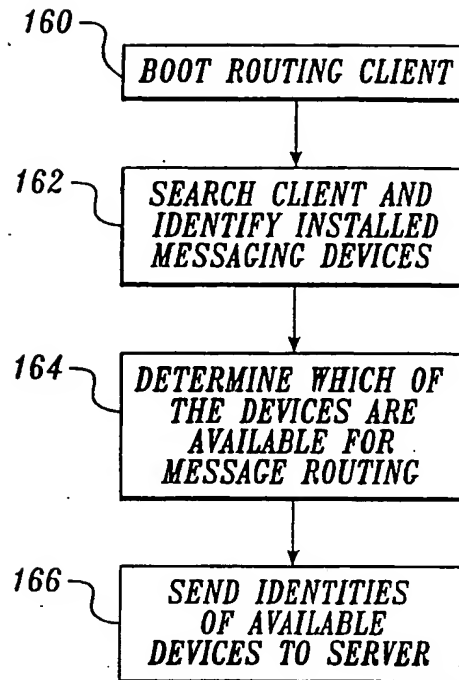 160
BOOT ROUTING CLIENT
162
SEARCH CLIENT AND
IDENTIFY INSTALLED
MESSAGING DEVICES
164
DETERMINE WHICH OF
THE DEVICES ARE
AVAILABLE FOR
MESSAGE ROUTING
166
SEND IDENTITIES
OF AVAILABLE
DEVICES TO SERVER